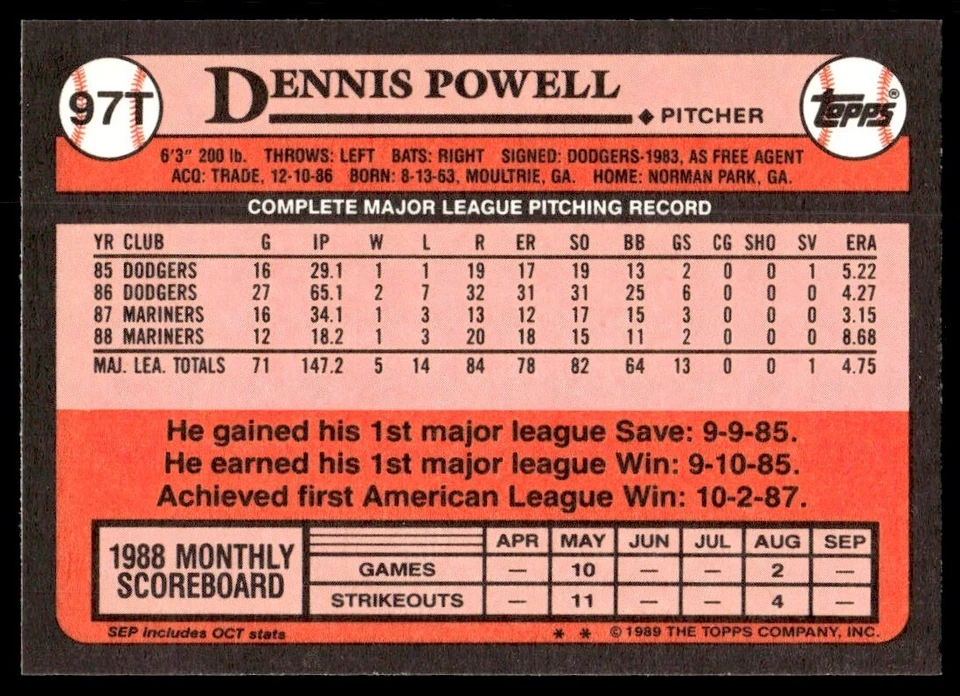 97T
DENNIS POWELL
◆ PITCHER
TOPPS®
6'3" 200 lb. THROWS: LEFT BATS: RIGHT SIGNED: DODGERS-1983, AS FREE AGENT
ACQ: TRADE, 12-10-86 BORN: 8-13-63, MOULTRIE, GA. HOME: NORMAN PARK, GA.
COMPLETE MAJOR LEAGUE PITCHING RECORD
YR CLUB G IP W L R ER SO BB GS CG SHO SV ERA
85 DODGERS 16 29.1 1 1 19 17 19 13 2 0 0 1 5.22
86 DODGERS 27 65.1 2 7 32 31 31 25 6 0 0 0 4.27
87 MARINERS 16 34.1 1 3 13 12 17 15 3 0 0 0 3.15
88 MARINERS 12 18.2 1 3 20 18 15 11 2 0 0 0 8.68
MAJ. LEA. TOTALS 71 147.2 5 14 84 78 82 64 13 0 0 1 4.75
He gained his 1st major league Save: 9-9-85.
He earned his 1st major league Win: 9-10-85.
Achieved first American League Win: 10-2-87.
1988 MONTHLY
SCOREBOARD
APR MAY JUN JUL AUG SEP
GAMES — 10 — — 2 —
STRIKEOUTS — 11 — — 4 —
SEP includes OCT stats
* * © 1989 THE TOPPS COMPANY, INC.